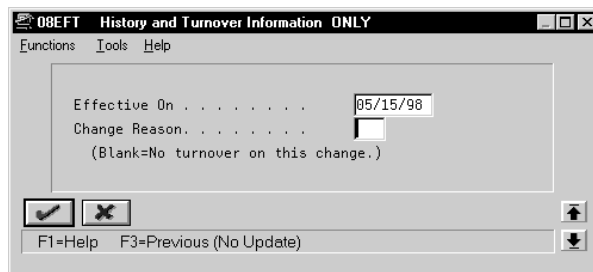 08EFT History and Turnover Information ONLY
Functions Tools Help
Effective On . . . . . . . . 05/15/98
Change Reason. . . . . . . .
(Blank=No turnover on this change.)
F1=Help F3=Previous (No Update)